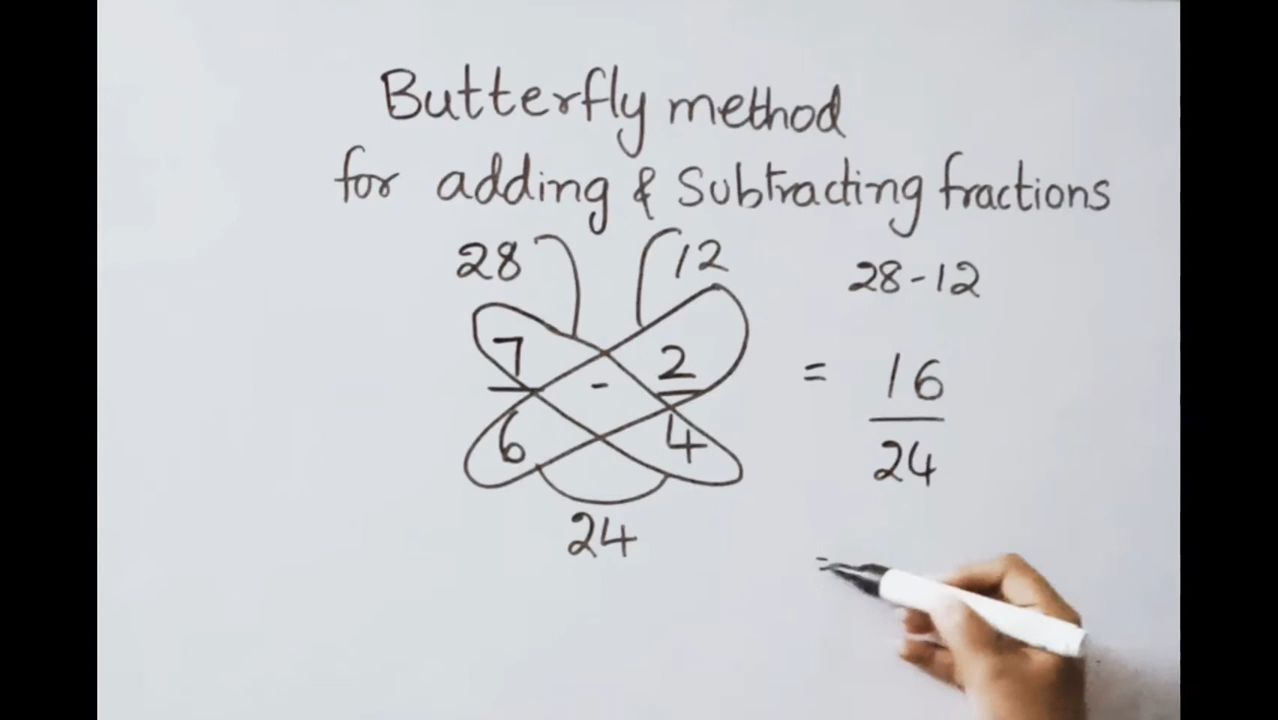 Butterfly method
for adding & Subtracting fractions
28 12 28-12
7 - 2 = 16
6 4 24
24
=